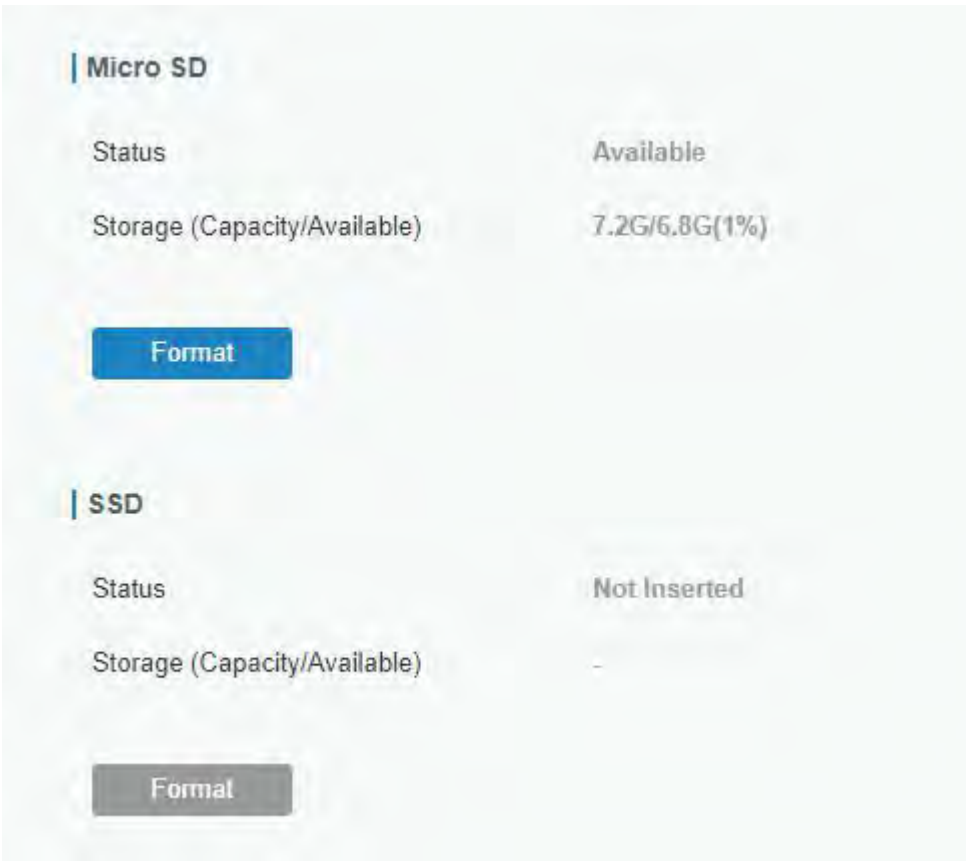 Micro SD
Status Available
Storage (Capacity/Available) 7.2G/6.8G(1%)
Format
SSD
Status Not Inserted
Storage (Capacity/Available) -
Format